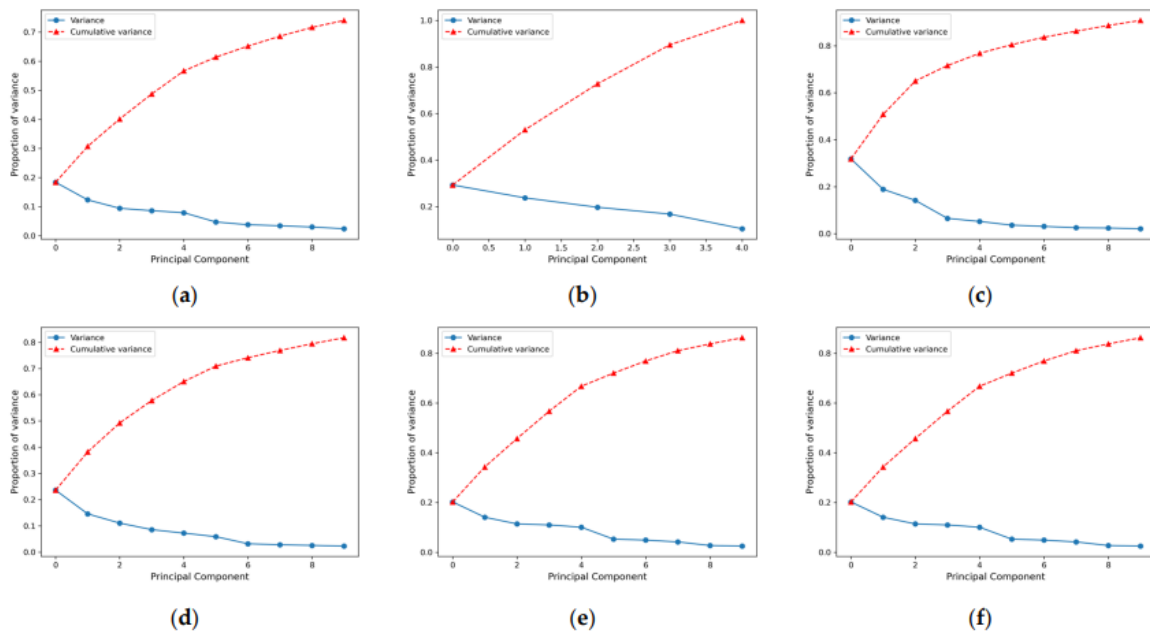 Variance
Cumulative variance
Proportion of variance
0.7
0.6
0.5
0.4
0.3
0.2
0.1
0.0
0 2 4 6 8
Principal Component
(a)
Variance
Cumulative variance
Proportion of variance
1.0
0.8
0.6
0.4
0.2
0.0 0.5 1.0 1.5 2.0 2.5 3.0 3.5 4.0
Principal Component
(b)
Variance
Cumulative variance
Proportion of variance
0.8
0.6
0.4
0.2
0.0
0 2 4 6 8
Principal Component
(c)
Variance
Cumulative variance
Proportion of variance
0.8
0.7
0.6
0.5
0.4
0.3
0.2
0.1
0.0
0 2 4 6 8
Principal Component
(d)
Variance
Cumulative variance
Proportion of variance
0.8
0.6
0.4
0.2
0.0
0 2 4 6 8
Principal Component
(e)
Variance
Cumulative variance
Proportion of variance
0.8
0.6
0.4
0.2
0.0
0 2 4 6 8
Principal Component
(f)